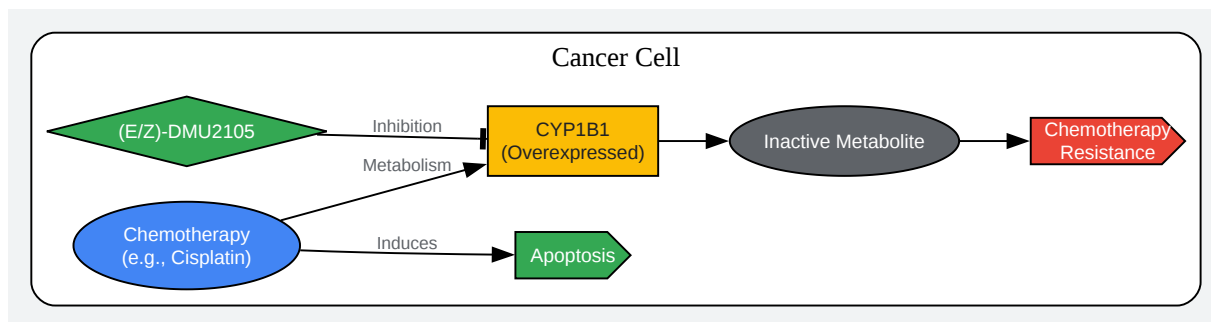 Cancer Cell
(E/Z)-DMU2105
Inhibition
CYP1B1
(Overexpressed)
Inactive Metabolite
Chemotherapy
Resistance
Metabolism
Chemotherapy
(e.g., Cisplatin)
Induces
Apoptosis